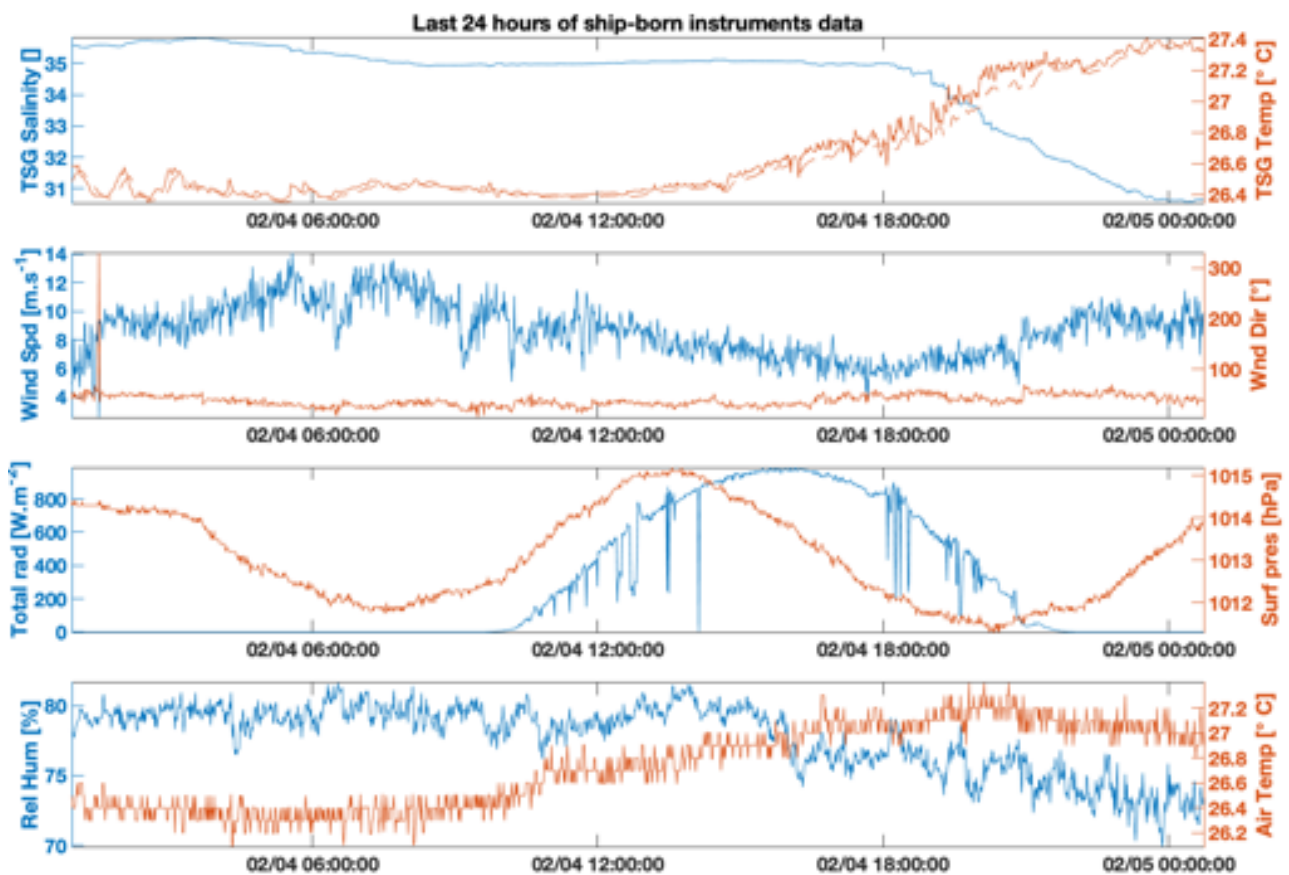 Last 24 hours of ship-born instruments data
TSG Salinity []
35
34
33
32
31
27.4
27.2
27
26.8
26.6
26.4
TSG Temp [° C]
02/04 06:00:00 02/04 12:00:00 02/04 18:00:00 02/05 00:00:00
Wind Spd [m.s-1]
14
12
10
8
6
4
300
200
100
Wnd Dir [°]
02/04 06:00:00 02/04 12:00:00 02/04 18:00:00 02/05 00:00:00
Total rad [W.m-2]
800
600
400
200
0
1015
1014
1013
1012
Surf pres [hPa]
02/04 06:00:00 02/04 12:00:00 02/04 18:00:00 02/05 00:00:00
Rel Hum [%]
80
75
70
27.2
27
26.8
26.6
26.4
26.2
Air Temp [° C]
02/04 06:00:00 02/04 12:00:00 02/04 18:00:00 02/05 00:00:00